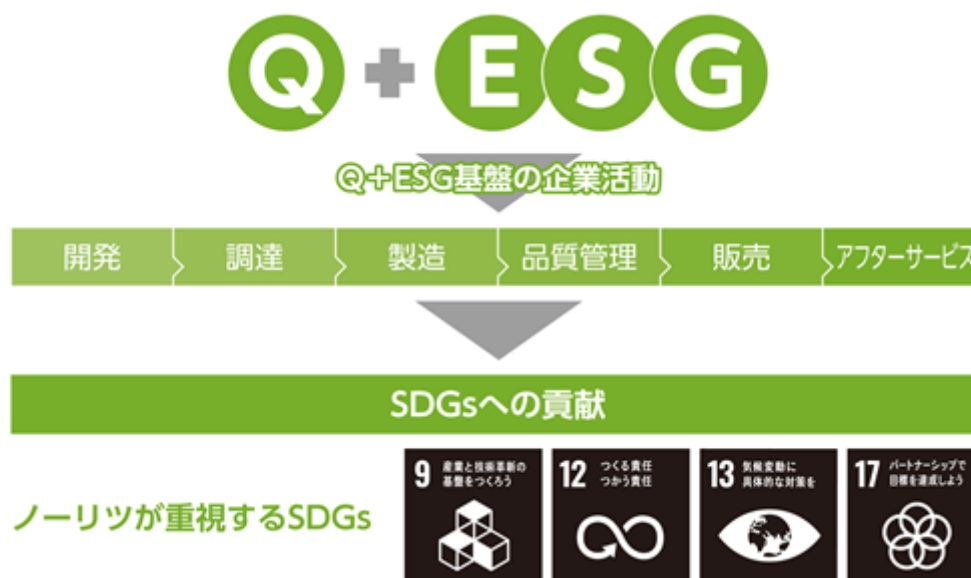 Q + ESG
Q+ESG基盤の企業活動
開発 調達 製造 品質管理 販売 アフターサービス
SDGsへの貢献
ノーリツが重視するSDGs
9 産業と技術革新の
基盤をつくろう
12 つくる責任
つかう責任
13 気候変動に
具体的な対策を
17 パートナーシップで
目標を達成しよう